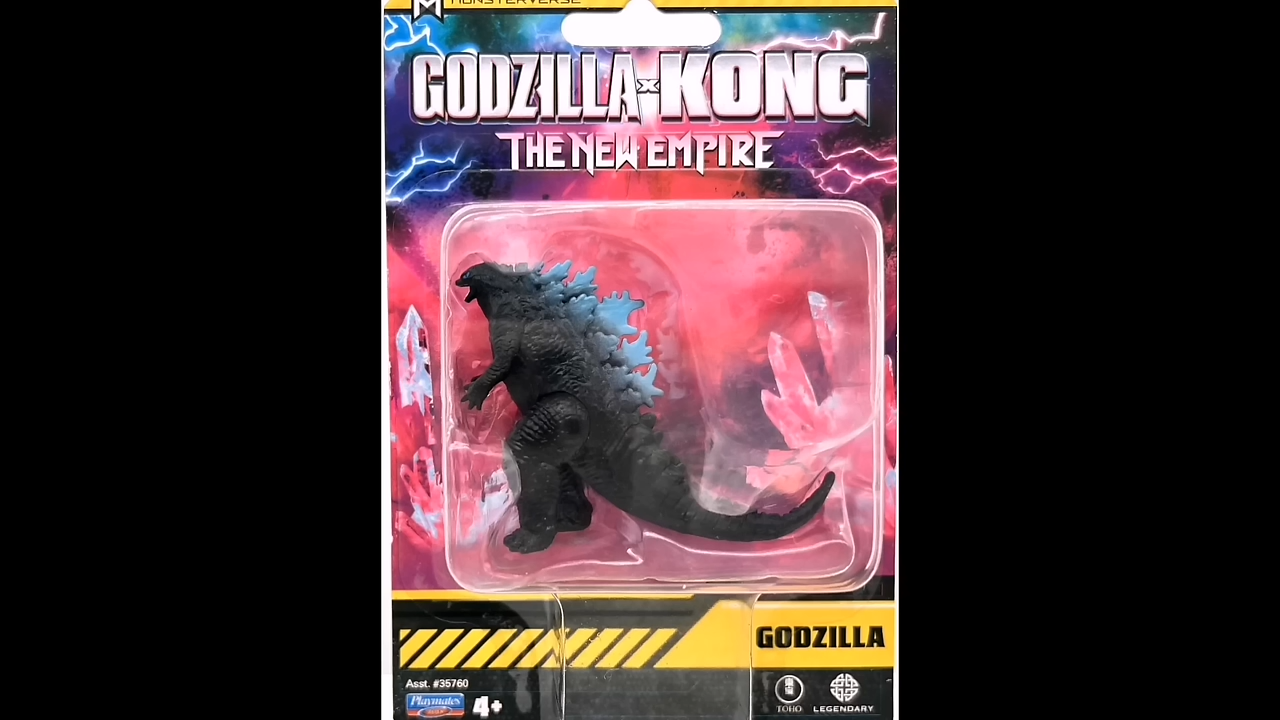 MONSTERVERSE
GODZILLA x KONG
THE NEW EMPIRE
GODZILLA
Asst. #35760
Playmates
4+
TOHO
LEGENDARY